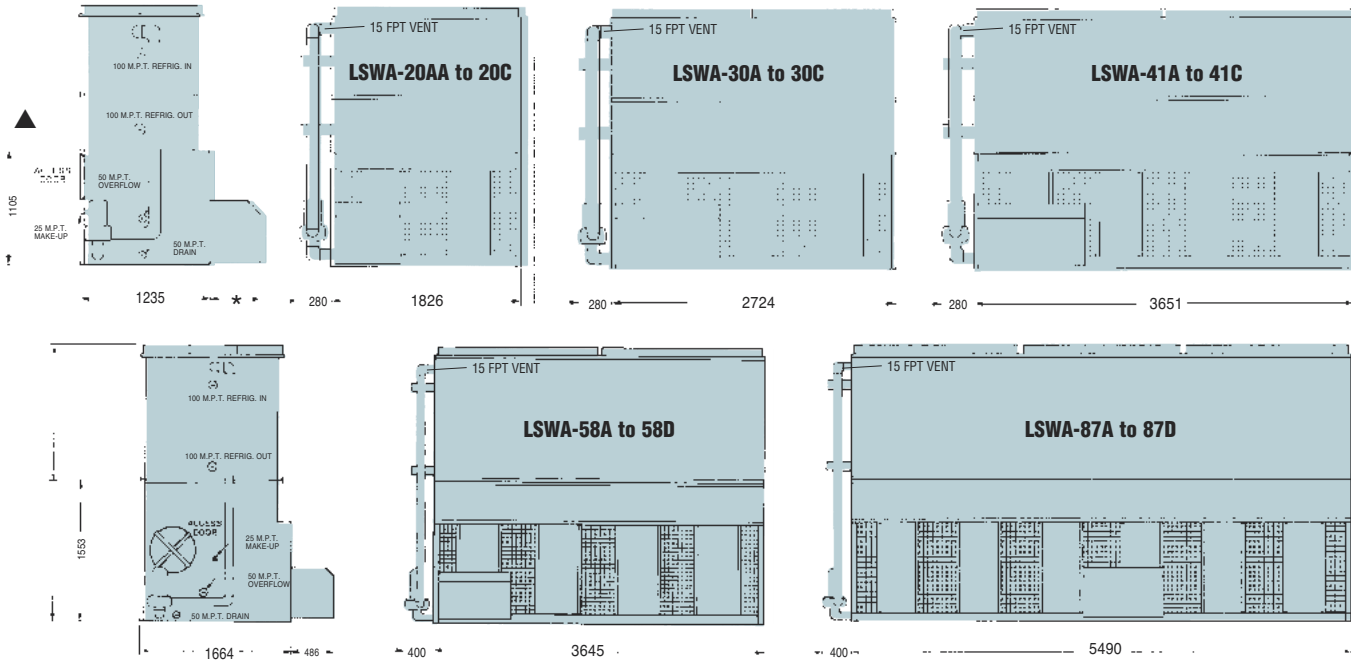 15 FPT VENT
15 FPT VENT
15 FPT VENT
100 M.P.T. REFRIG. IN
LSWA-20AA to 20C
LSWA-30A to 30C
LSWA-41A to 41C
100 M.P.T. REFRIG. OUT
ACCESS
DOOR
50 M.P.T.
OVERFLOW
1105
25 M.P.T.
MAKE-UP
50 M.P.T.
DRAIN
1235
*
280
1826
280
2724
280
3651
15 FPT VENT
15 FPT VENT
100 M.P.T. REFRIG. IN
LSWA-58A to 58D
LSWA-87A to 87D
100 M.P.T. REFRIG. OUT
ACCESS
DOOR
1553
25 M.P.T.
MAKE-UP
50 M.P.T.
OVERFLOW
50 M.P.T. DRAIN
1664
486
400
3645
400
5490